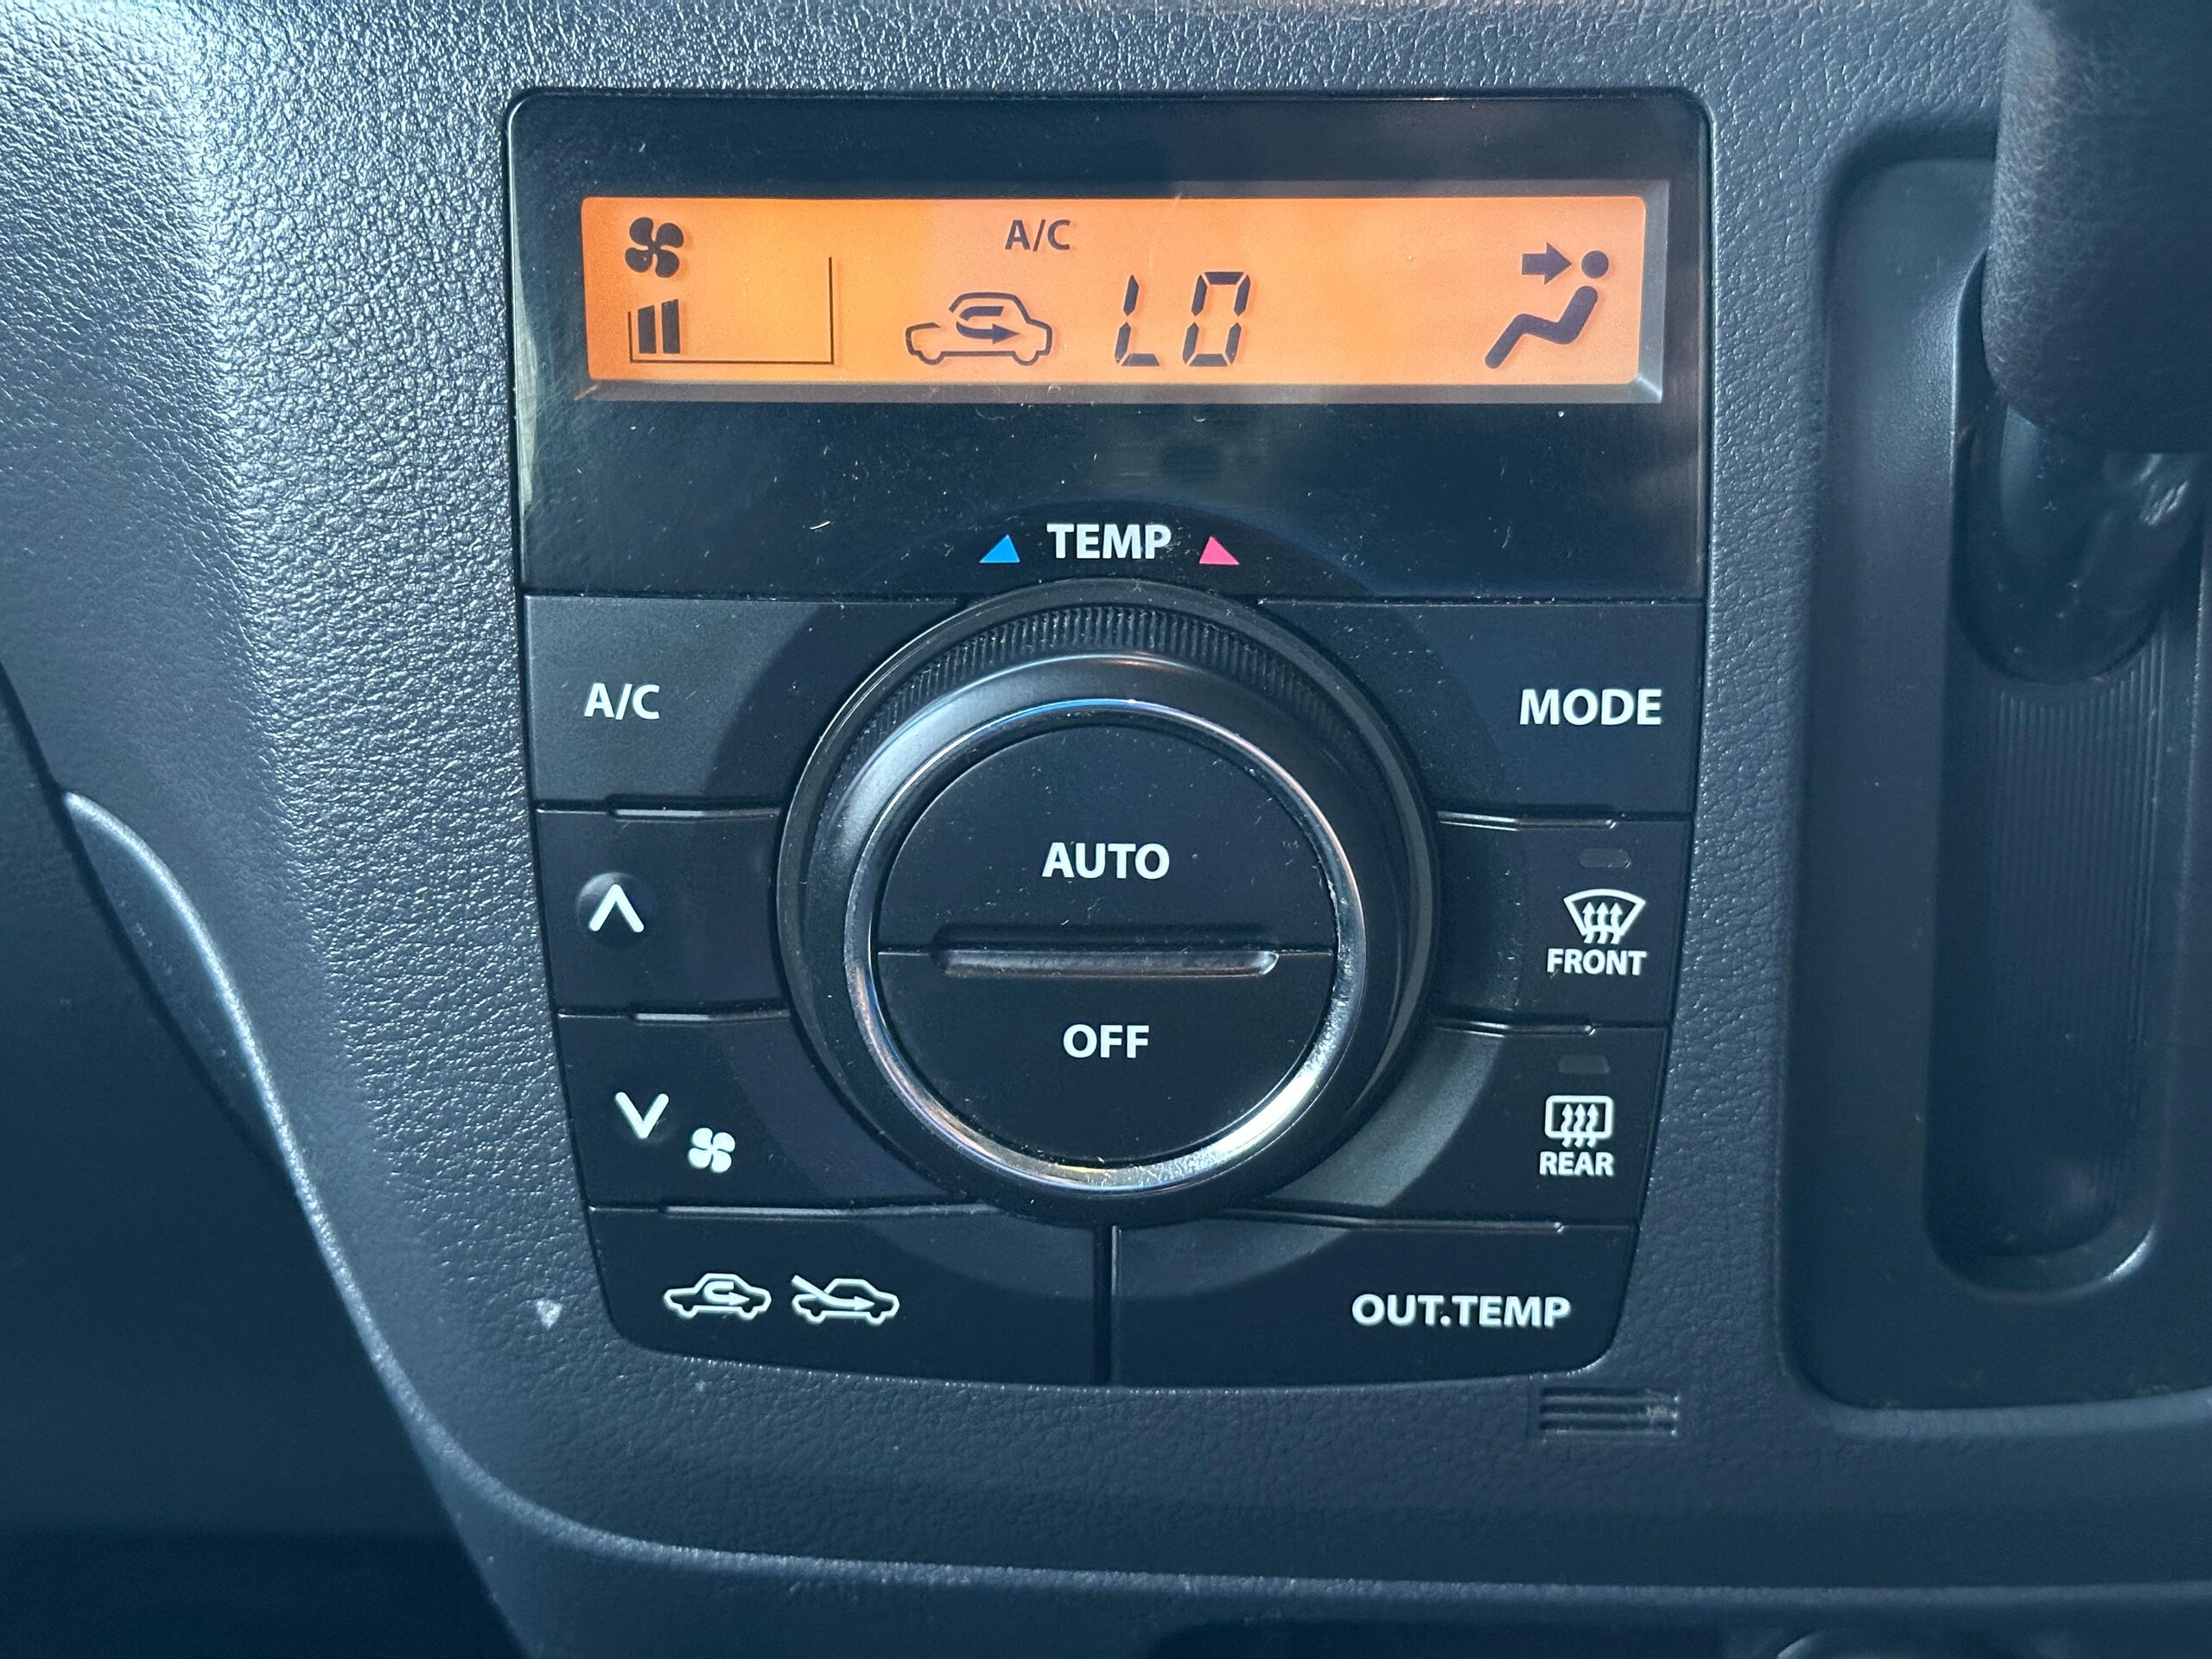 A/C
LO
TEMP
A/C
MODE
AUTO
FRONT
OFF
REAR
OUT.TEMP